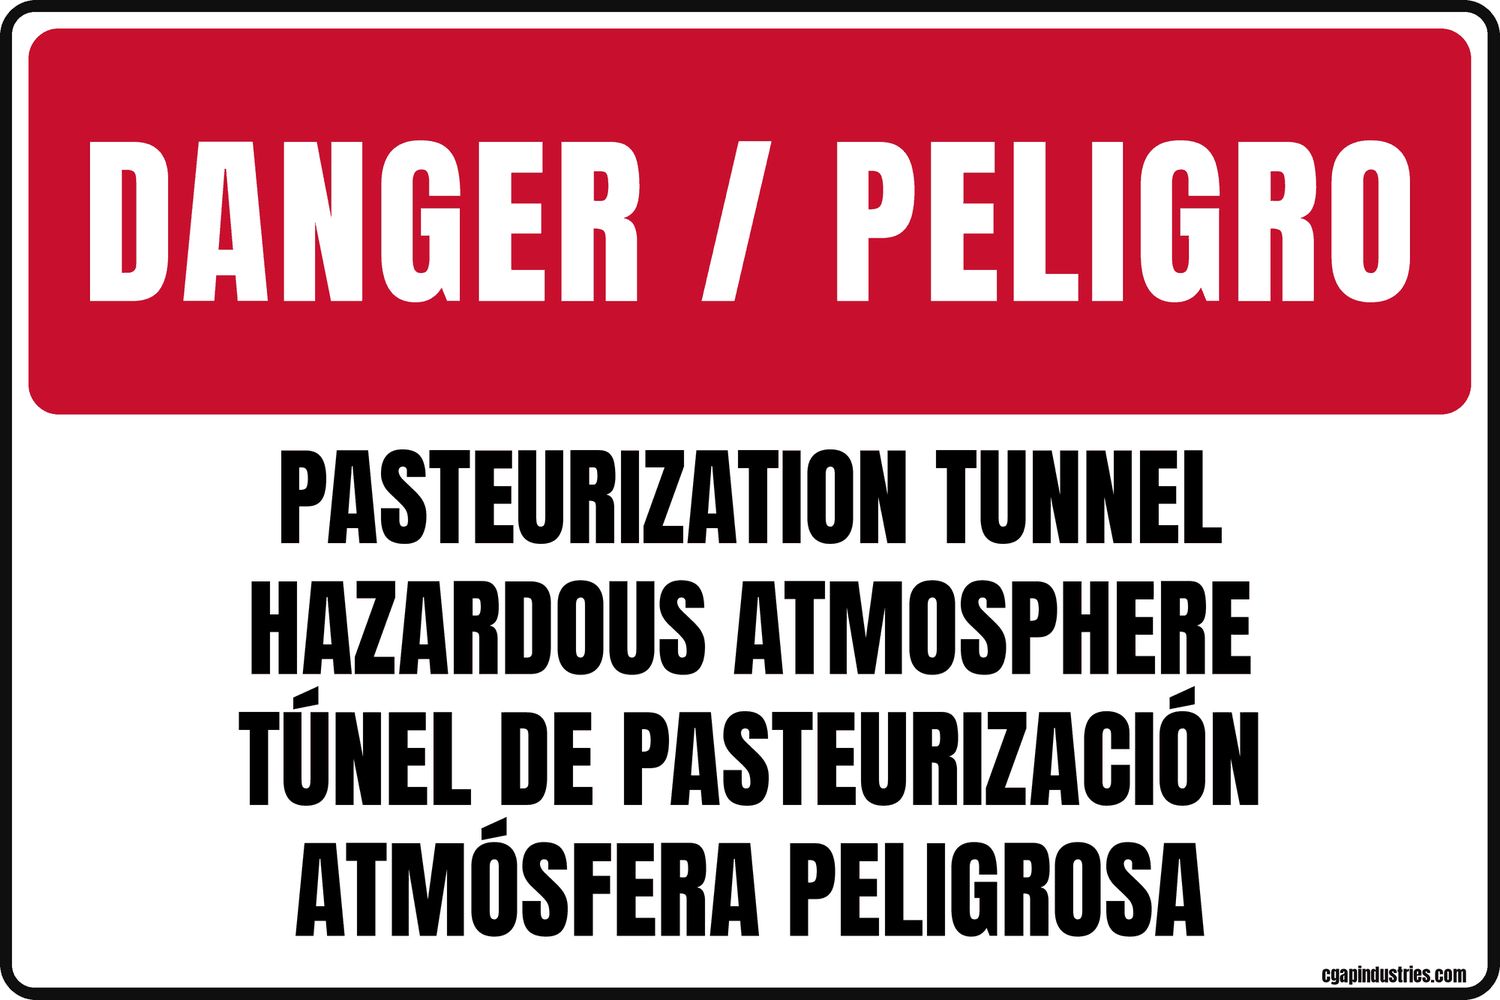 DANGER / PELIGRO
PASTEURIZATION TUNNEL
HAZARDOUS ATMOSPHERE
TÚNEL DE PASTEURIZACIÓN
ATMÓSFERA PELIGROSA
cgapindustries.com